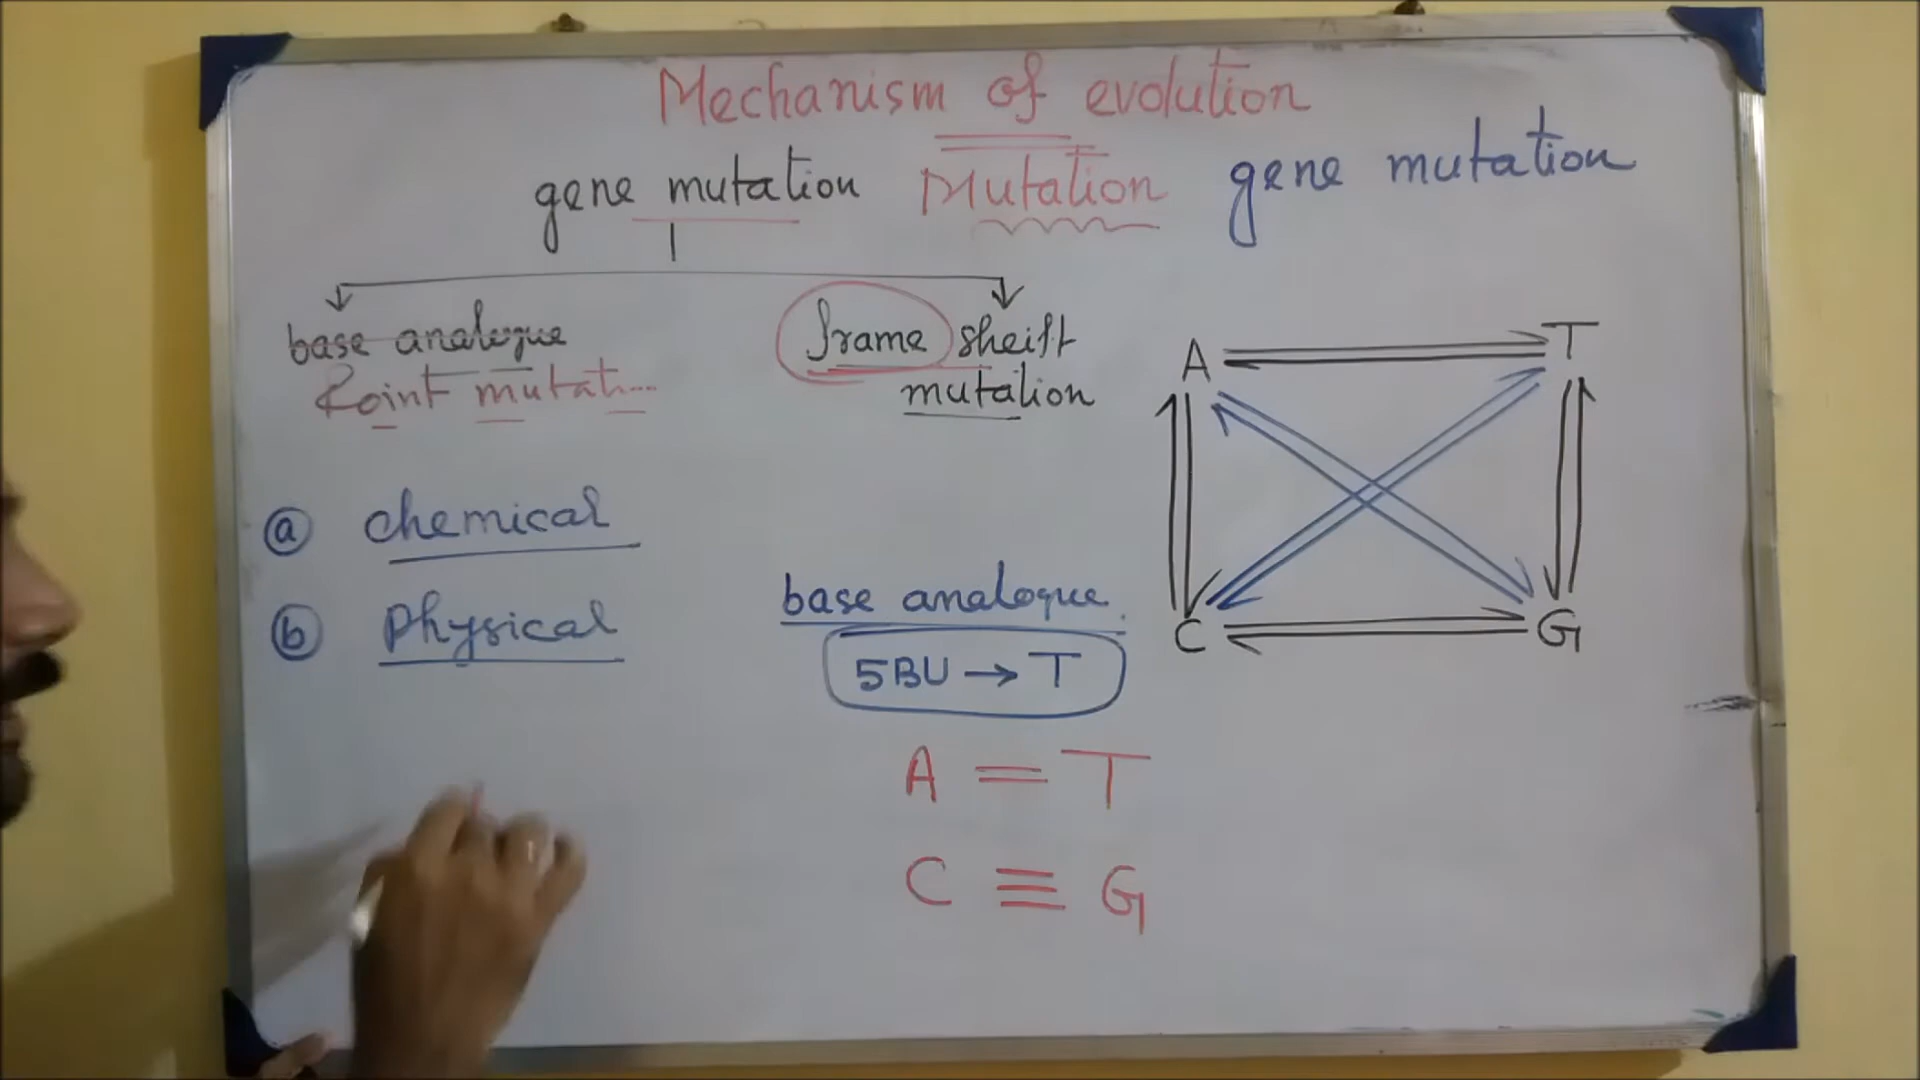 Mechanism of evolution
gene mutation Mutation gene mutation
base analogue frame sheift
Point mutat... mutation
A T
ⓐ chemical
ⓑ Physical
base analogue.
C G
5BU → T
A = T
C ≡ G